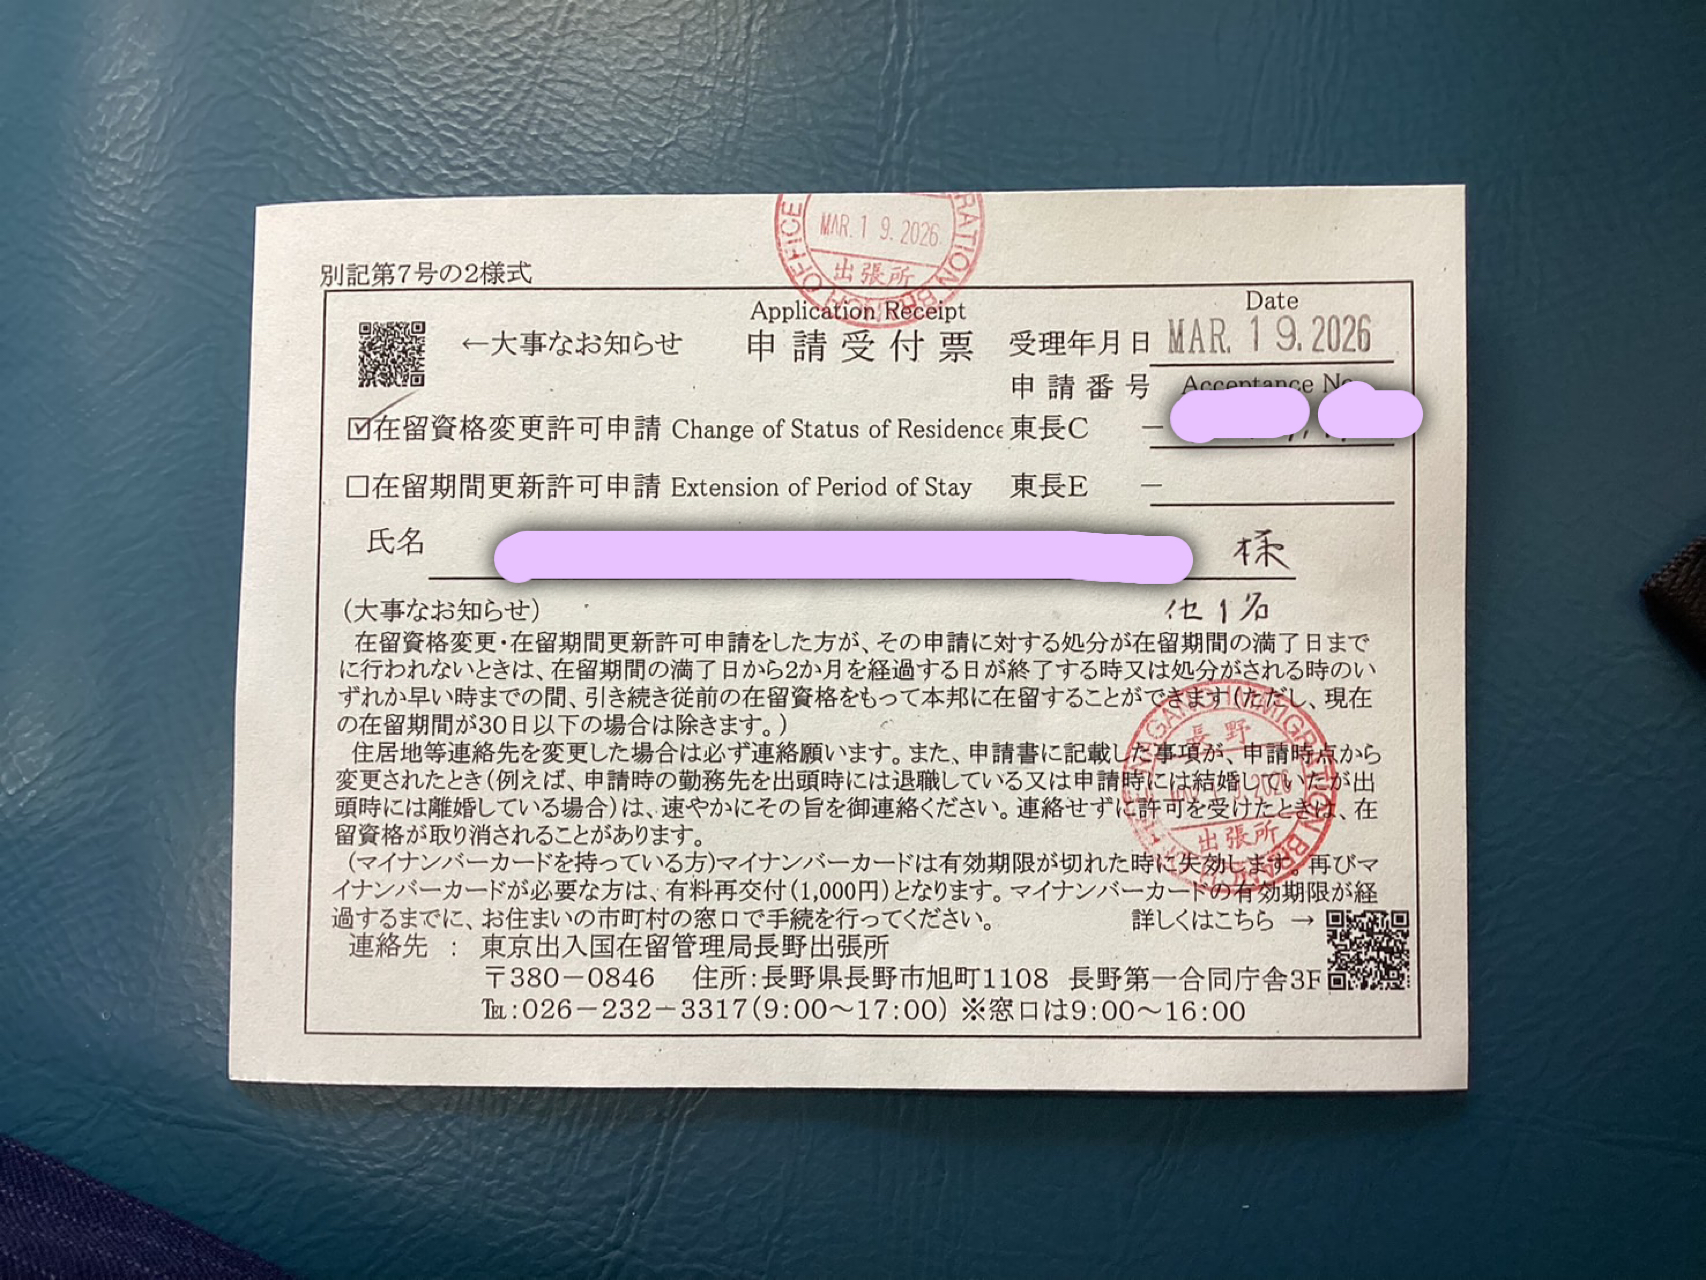 MAR.19.2026
出張所
別記第7号の2様式
←大事なお知らせ
Application Receipt
申請受付票
Date
受理年月日 MAR.19.2026
申請番号 Acceptance No
☑在留資格変更許可申請 Change of Status of Residence 東長C －
□在留期間更新許可申請 Extension of Period of Stay 東長E －
氏名 様
他1名
（大事なお知らせ）
在留資格変更・在留期間更新許可申請をした方が、その申請に対する処分が在留期間の満了日まで
に行われないときは、在留期間の満了日から2か月を経過する日が終了する時又は処分がされる時のい
ずれか早い時までの間、引き続き従前の在留資格をもって本邦に在留することができます（ただし、現在
の在留期間が30日以下の場合は除きます。）
住居地等連絡先を変更した場合は必ず連絡願います。また、申請書に記載した事項が、申請時点から
変更されたとき（例えば、申請時の勤務先を出頭時には退職している又は申請時には結婚していたが出
頭時には離婚している場合）は、速やかにその旨を御連絡ください。連絡せずに許可を受けたときは、在
留資格が取り消されることがあります。
（マイナンバーカードを持っている方）マイナンバーカードは有効期限が切れた時に失効します。再びマ
イナンバーカードが必要な方は、有料再交付（1,000円）となります。マイナンバーカードの有効期限が経
過するまでに、お住まいの市町村の窓口で手続を行ってください。 詳しくはこちら →
連絡先 : 東京出入国在留管理局長野出張所
〒380－0846 住所：長野県長野市旭町1108 長野第一合同庁舎3F
℡：026－232－3317（9:00～17:00） ※窓口は9:00～16:00
長野
出張所